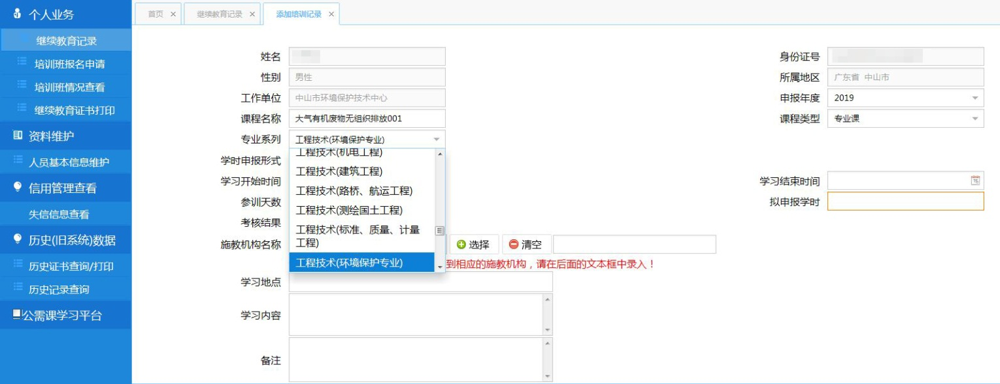 个人业务
继续教育记录
培训班报名申请
培训班情况查看
继续教育证书打印
资料维护
人员基本信息维护
信用管理查看
失信信息查看
历史(旧系统)数据
历史证书查询/打印
历史记录查询
公需课学习平台
首页 × 继续教育记录 × 添加培训记录 ×
姓名 身份证号
性别 男性 所属地区 广东省 中山市
工作单位 中山市环境保护技术中心 申报年度 2019
课程名称 大气有机废物无组织排放001 课程类型 专业课
专业系列 工程技术(环境保护专业)
工程技术(机电工程)
学时申报形式
工程技术(建筑工程)
学习开始时间 学习结束时间
工程技术(路桥、航运工程)
参训天数 拟申报学时
工程技术(测绘国土工程)
考核结果
工程技术(标准、质量、计量
工程)
施教机构名称 选择 清空
工程技术(环境保护专业)
到相应的施教机构，请在后面的文本框中录入！
学习地点
学习内容
备注